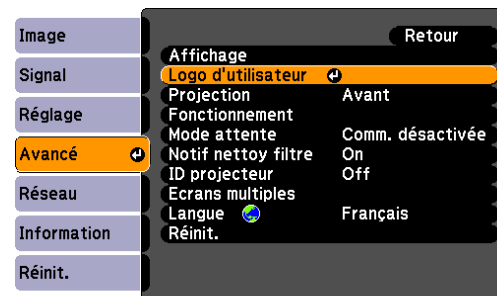 Image
Signal
Réglage
Avancé
Réseau
Information
Réinit.
Retour
Affichage
Logo d'utilisateur
Projection Avant
Fonctionnement
Mode attente Comm. désactivée
Notif nettoy filtre On
ID projecteur Off
Ecrans multiples
Langue Français
Réinit.